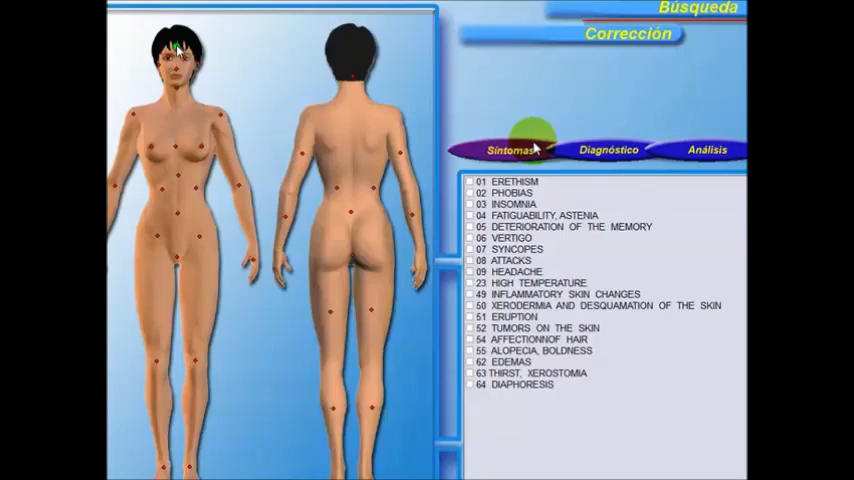 Búsqueda
Corrección
Síntomas Diagnóstico Análisis
01 ERETHISM
02 PHOBIAS
03 INSOMNIA
04 FATIGUABILITY, ASTENIA
05 DETERIORATION OF THE MEMORY
06 VERTIGO
07 SYNCOPES
08 ATTACKS
09 HEADACHE
23 HIGH TEMPERATURE
49 INFLAMMATORY SKIN CHANGES
50 XERODERMIA AND DESQUAMATION OF THE SKIN
51 ERUPTION
52 TUMORS ON THE SKIN
54 AFFECTIONNOF HAIR
55 ALOPECIA, BOLDNESS
62 EDEMAS
63 THIRST, XEROSTOMIA
64 DIAPHORESIS